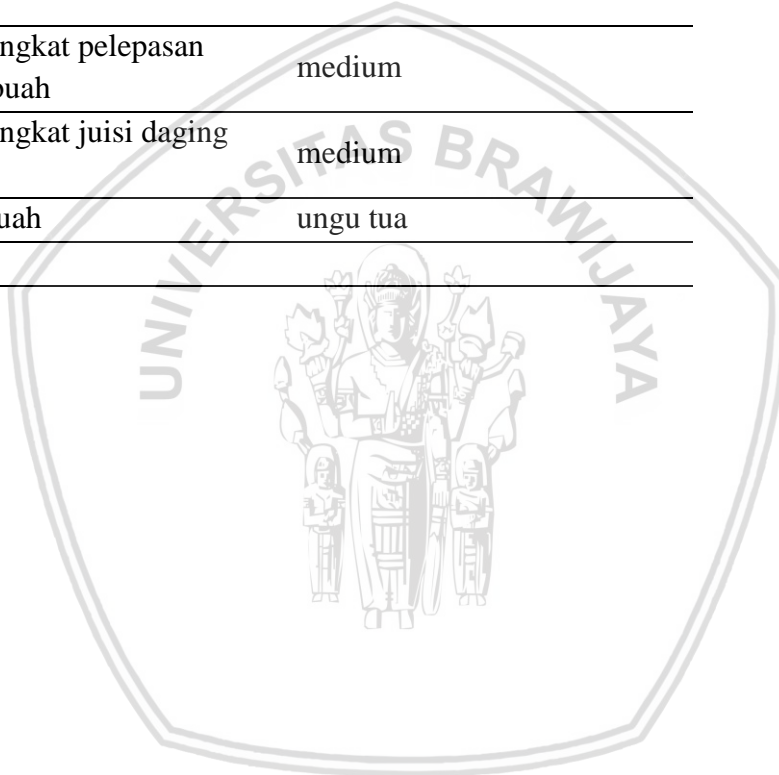 ngkat pelepasan
buah
medium
ngkat juisi daging
medium
uah
ungu tua
UNIVERSITAS BRAWIJAYA